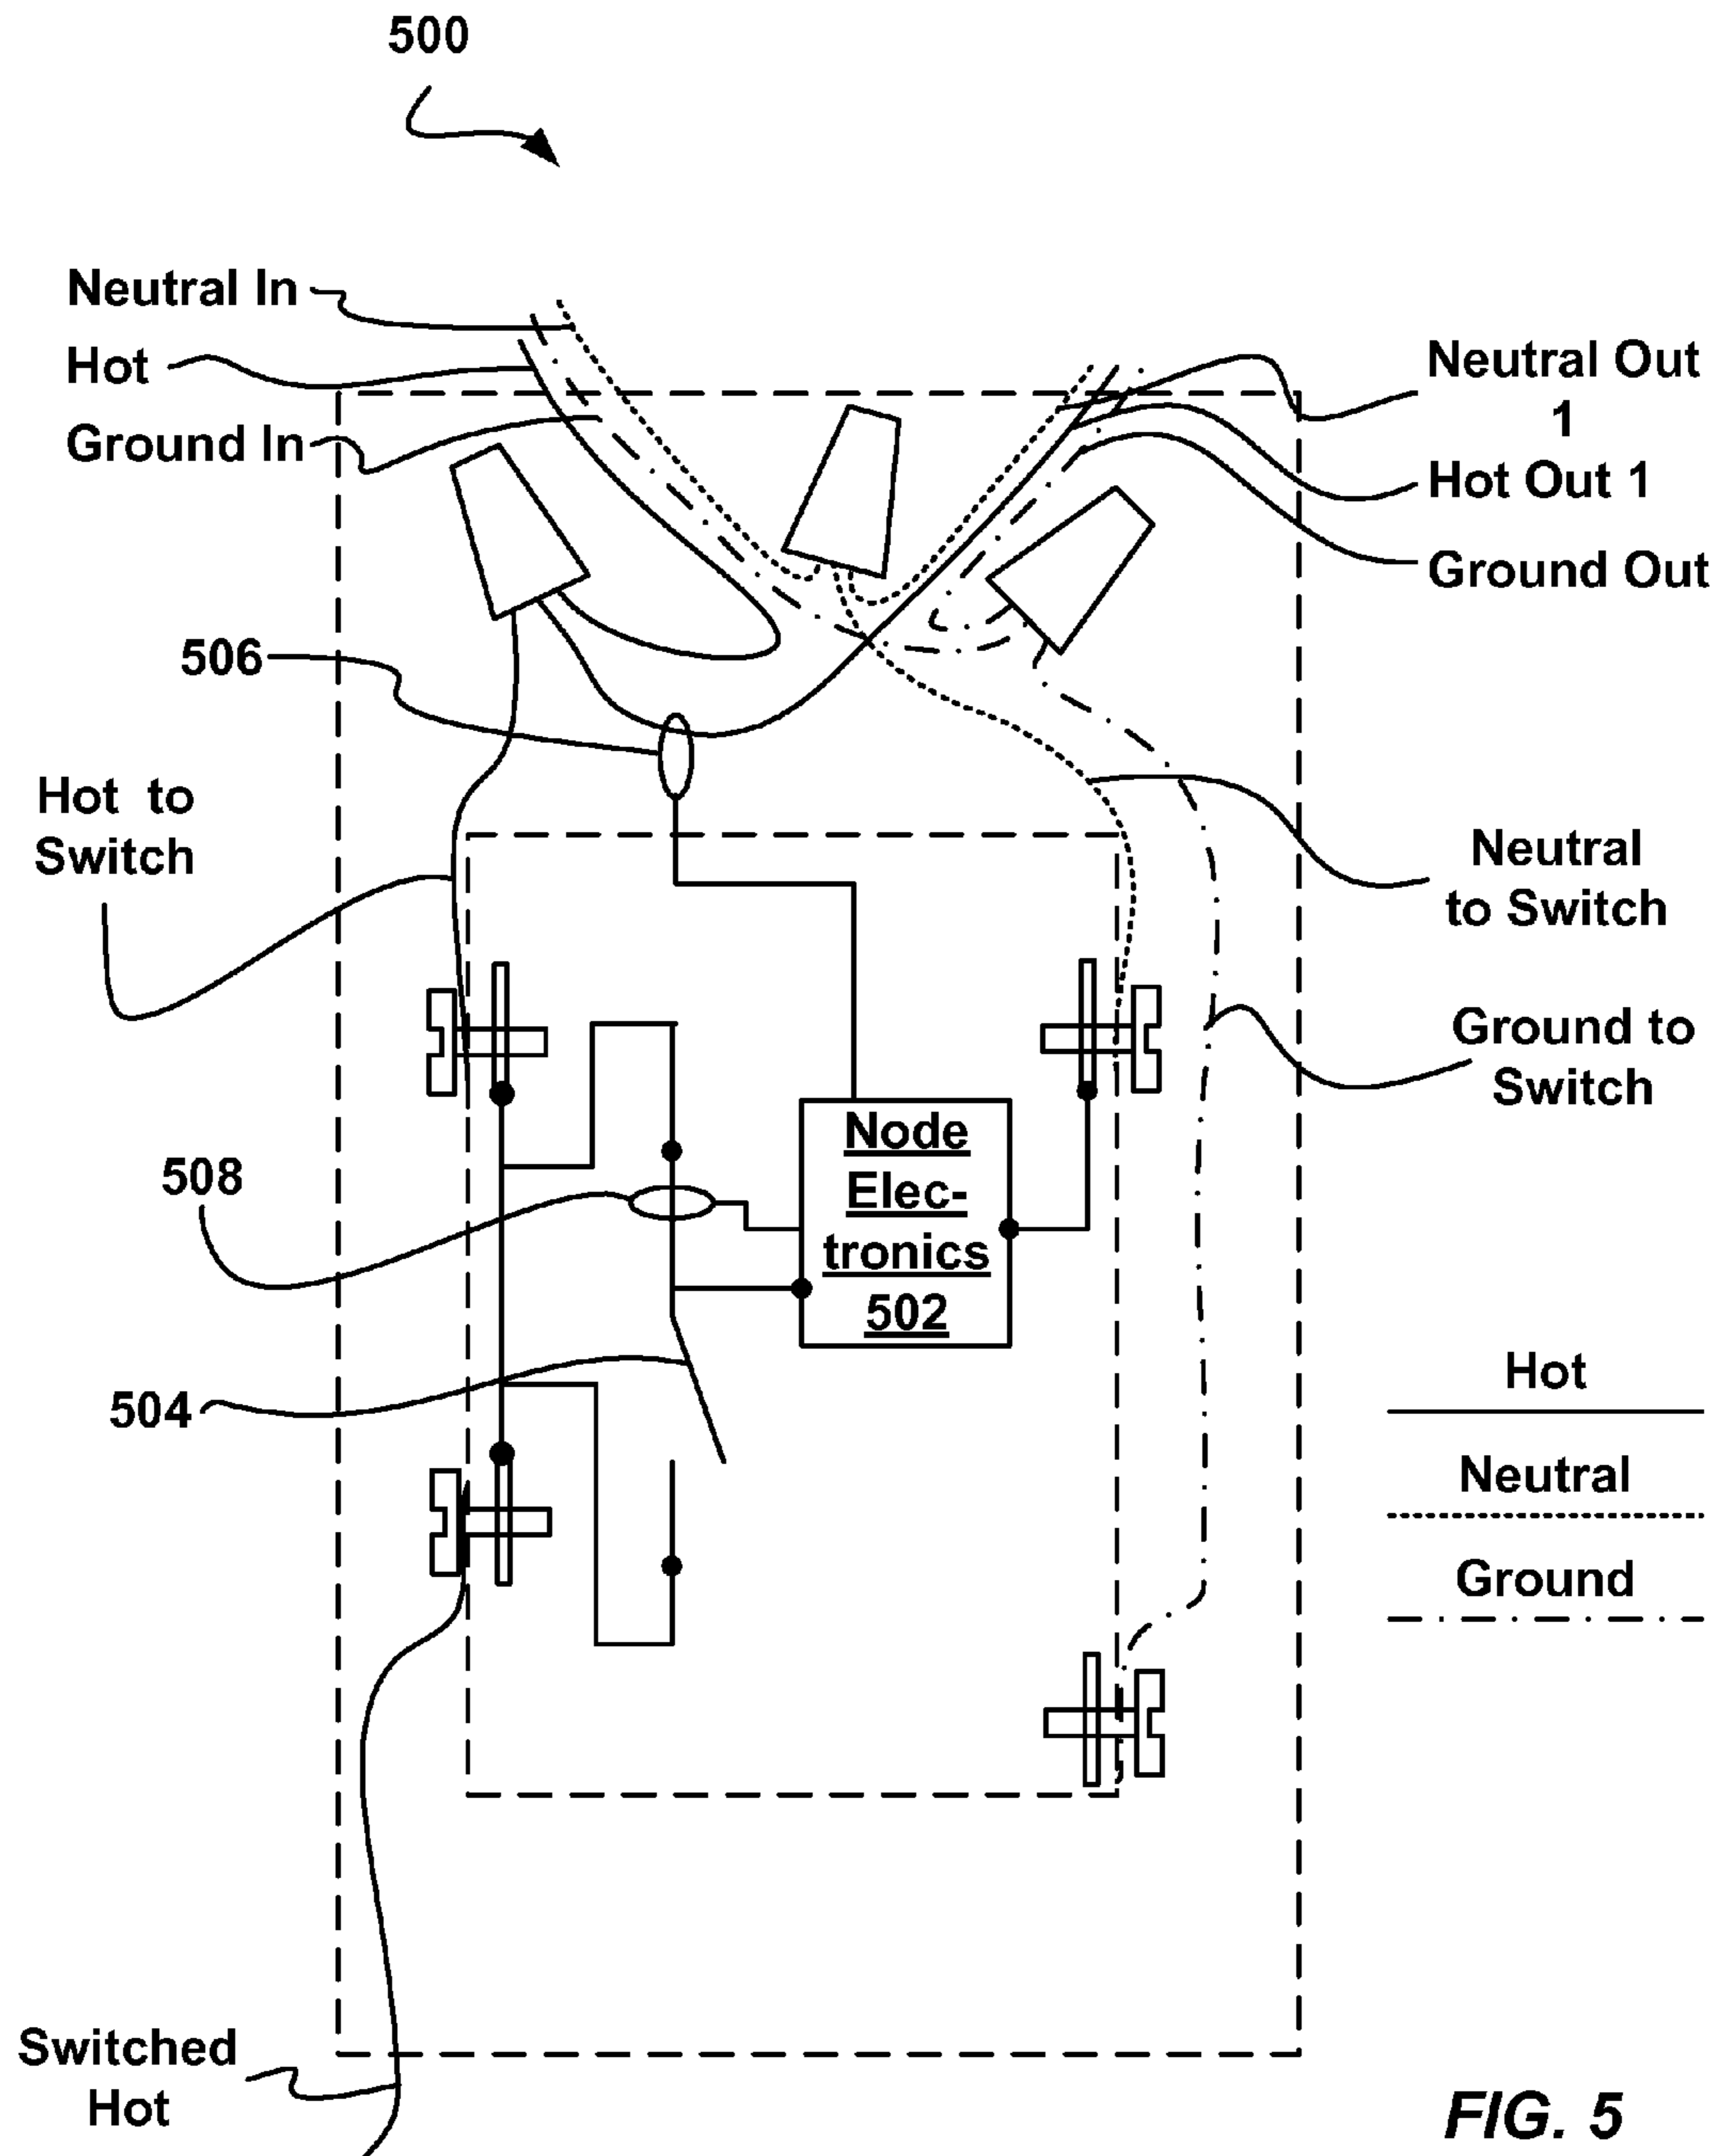 500
Neutral In
Hot
Ground In
Neutral Out
1
Hot Out 1
Ground Out
506
Hot to
Switch
Neutral
to Switch
Ground to
Switch
508
Node
Elec-
tronics
502
504
Hot
Neutral
Ground
Switched
Hot
FIG. 5